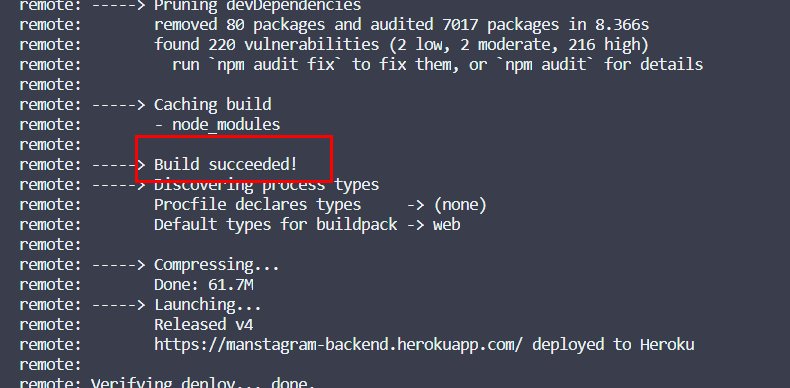 remote: -----> Pruning devDependencies
remote:        removed 80 packages and audited 7017 packages in 8.366s
remote:        found 220 vulnerabilities (2 low, 2 moderate, 216 high)
remote:          run `npm audit fix` to fix them, or `npm audit` for details
remote:
remote: -----> Caching build
remote:        - node_modules
remote:
remote: -----> Build succeeded!
remote: -----> Discovering process types
remote:        Procfile declares types     -> (none)
remote:        Default types for buildpack -> web
remote:
remote: -----> Compressing...
remote:        Done: 61.7M
remote: -----> Launching...
remote:        Released v4
remote:        https://manstagram-backend.herokuapp.com/ deployed to Heroku
remote:
remote: Verifying deploy... done.